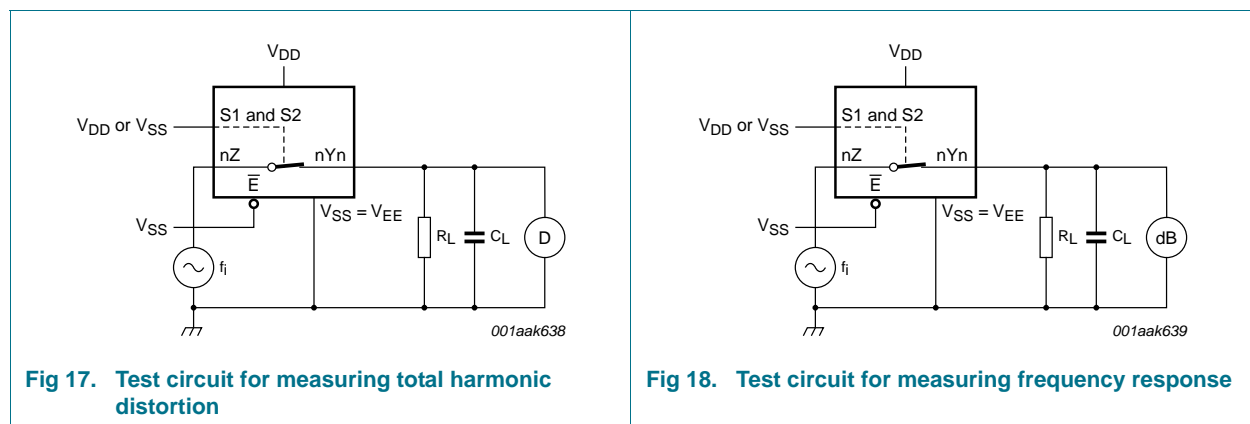 VDD
S1 and S2
VDD or VSS
nZ
nYn
E
VSS = VEE
VSS
RL
CL
D
fi
001aak638
Fig 17. Test circuit for measuring total harmonic
distortion
VDD
S1 and S2
VDD or VSS
nZ
nYn
E
VSS = VEE
VSS
RL
CL
dB
fi
001aak639
Fig 18. Test circuit for measuring frequency response